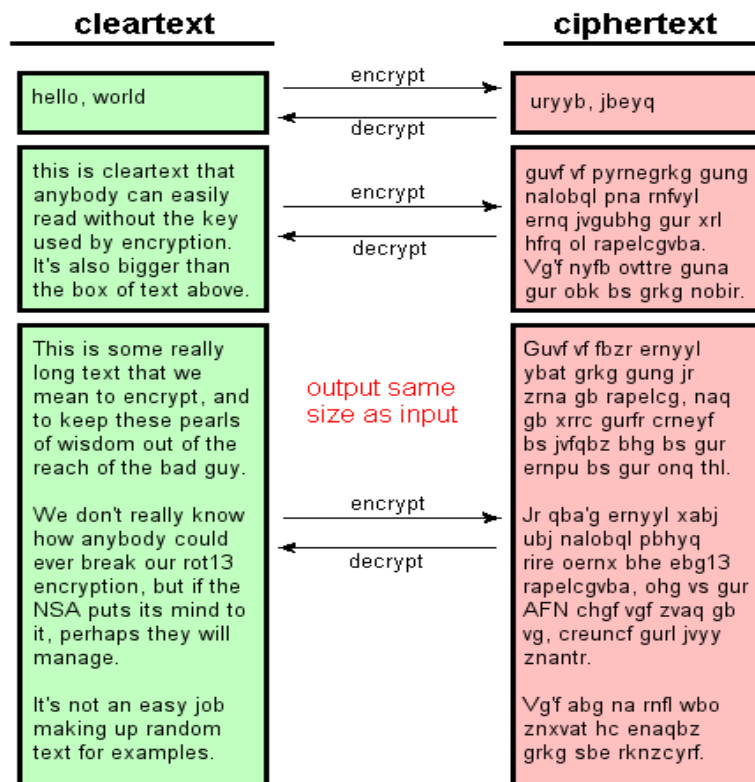 cleartext
ciphertext
hello, world
encrypt
decrypt
uryyb, jbeyq
this is cleartext that
anybody can easily
read without the key
used by encryption.
It's also bigger than
the box of text above.
encrypt
decrypt
guvf vf pyrnegrkg gung
nalobql pna rnfvyl
ernq jvgubhg gur xrl
hfrq ol rapelcgvba.
Vg'f nyfb ovttre guna
gur obk bs grkg nobir.
This is some really
long text that we
mean to encrypt, and
to keep these pearls
of wisdom out of the
reach of the bad guy.
We don't really know
how anybody could
ever break our rot13
encryption, but if the
NSA puts its mind to
it, perhaps they will
manage.
It's not an easy job
making up random
text for examples.
output same
size as input
encrypt
decrypt
Guvf vf fbzr ernyyl
ybat grkg gung jr
zrna gb rapelcg, naq
gb xrrc gurfr crneyf
bs jvfqbz bhg bs gur
ernpu bs gur onq thl.
Jr qba'g ernyyl xabj
ubj nalobql pbhyq
rire oernx bhe ebg13
rapelcgvba, ohg vs gur
AFN chgf vgf zvaq gb
vg, creuncf gurl jvyy
znantr.
Vg'f abg na rnfl wbo
znxvat hc enaqbz
grkg sbe rknzcyrf.